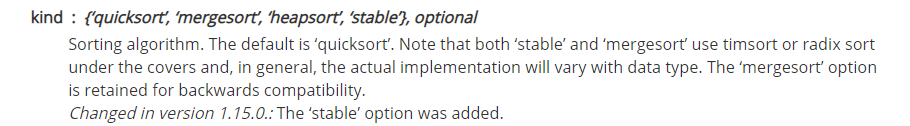 kind : {‘quicksort’, ‘mergesort’, ‘heapsort’, ‘stable’}, optional
Sorting algorithm. The default is ‘quicksort’. Note that both ‘stable’ and ‘mergesort’ use timsort or radix sort
under the covers and, in general, the actual implementation will vary with data type. The ‘mergesort’ option
is retained for backwards compatibility.
Changed in version 1.15.0.: The ‘stable’ option was added.